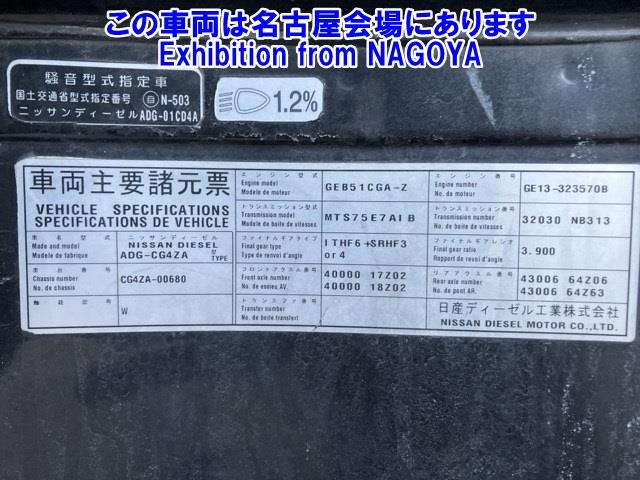 この車両は名古屋会場にあります
Exhibition from NAGOYA
騒音型式指定車
国土交通省型式指定番号 自 N-503
ニッサンディーゼル ADG-01CD4A
1.2%
車両主要諸元票
VEHICLE SPECIFICATIONS
SPECIFICATIONS DE VEHICLE
車名 ニッサンディーゼル 型式
Made and model NISSAN DIESEL
Modele de fabrique ADG-CG4ZA TYPE
車台番号
Chassis number CG4ZA-00680
No. de chassis
W
エンジン型式
Engine model GEB51CGA-Z
Modele de moteur
トランスミッション型式
Transmission model MTS75E7AIB
Modele de boite de vitesses
ファイナルギアタイプ
Final gear type ITHF6+SRHF3
Type de renvoi d'angle or4
フロントアクスル番号
Front axle number 40000 17Z02
No. de essieu.AV. 40000 18Z02
トランスファ番号
Transfer number
No. de boite transfert
エンジン番号
Engine number GE13-323570B
No. de moteur
トランスミッション番号
Transmission number 32030 NB313
No. de boite de vitesses
ファイナルギアレシオ
Final gear ratio 3.900
Rapport de renvoi d'angle
リアアクスル番号
Rear axle number 43006 64Z06
No. de pont.AR. 43006 64Z63
日産ディーゼル工業株式会社
NISSAN DIESEL MOTOR CO.,LTD.